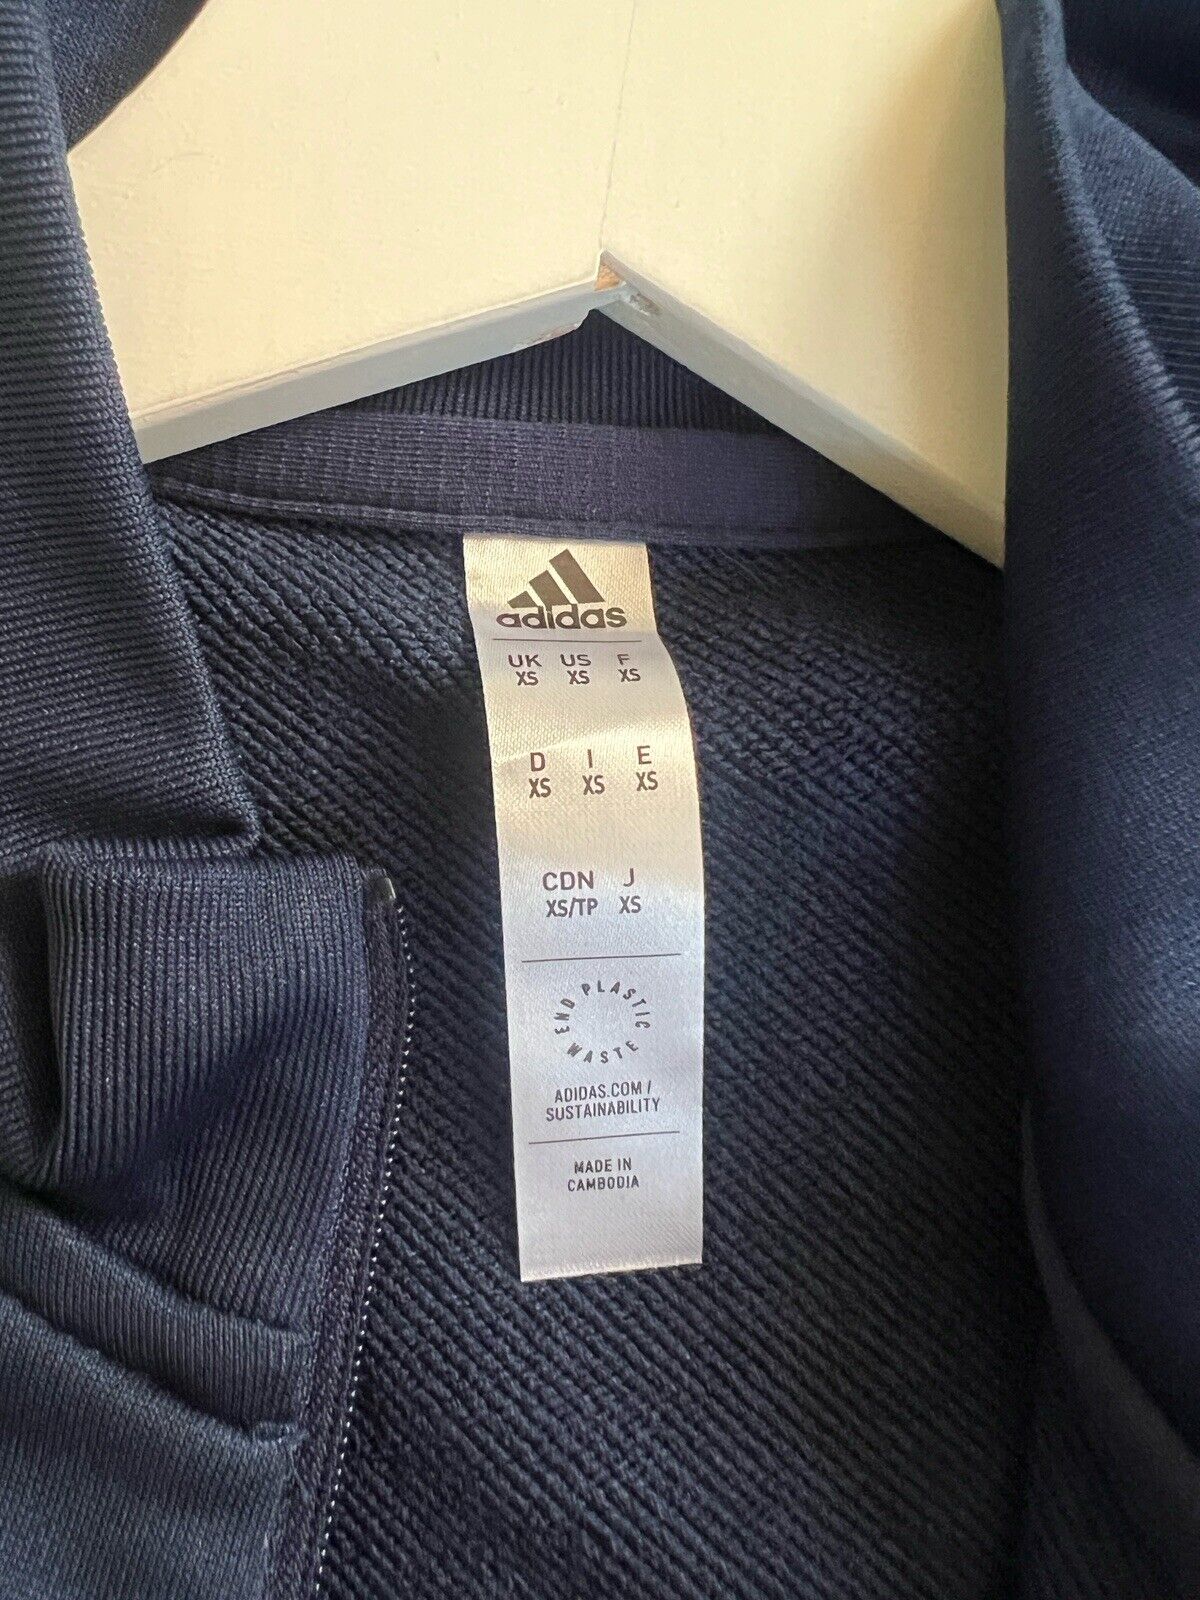 adidas
UK US F
XS XS XS
D I E
XS XS XS
CDN J
XS/TP XS
END PLASTIC WASTE
ADIDAS.COM/
SUSTAINABILITY
MADE IN
CAMBODIA